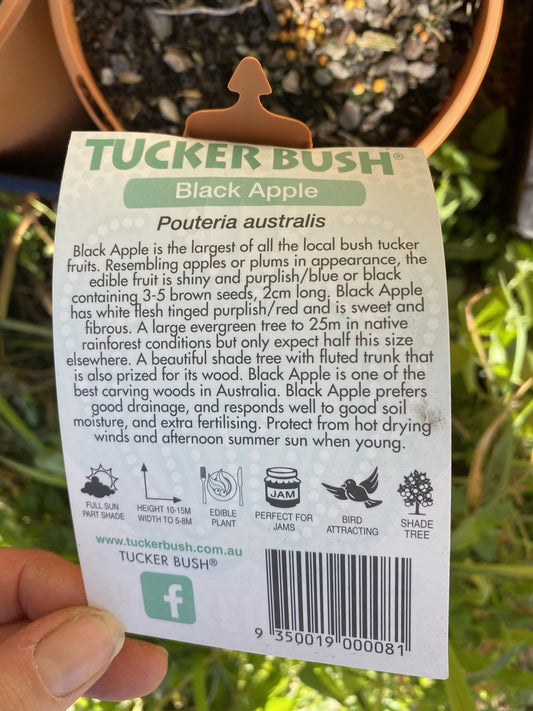 TUCKER BUSH®
Black Apple
Pouteria australis
Black Apple is the largest of all the local bush tucker
fruits. Resembling apples or plums in appearance, the
edible fruit is shiny and purplish/blue or black
containing 3-5 brown seeds, 2cm long. Black Apple
has white flesh tinged purplish/red and is sweet and
fibrous. A large evergreen tree to 25m in native
rainforest conditions but only expect half this size
elsewhere. A beautiful shade tree with fluted trunk that
is also prized for its wood. Black Apple is one of the
best carving woods in Australia. Black Apple prefers
good drainage, and responds well to good soil
moisture, and extra fertilising. Protect from hot drying
winds and afternoon summer sun when young.
JAM
FULL SUN
PART SHADE
HEIGHT 10-15M
WIDTH TO 5-8M
EDIBLE
PLANT
PERFECT FOR
JAMS
BIRD
ATTRACTING
SHADE
TREE
www.tuckerbush.com.au
TUCKER BUSH®
f
9 350019 000081